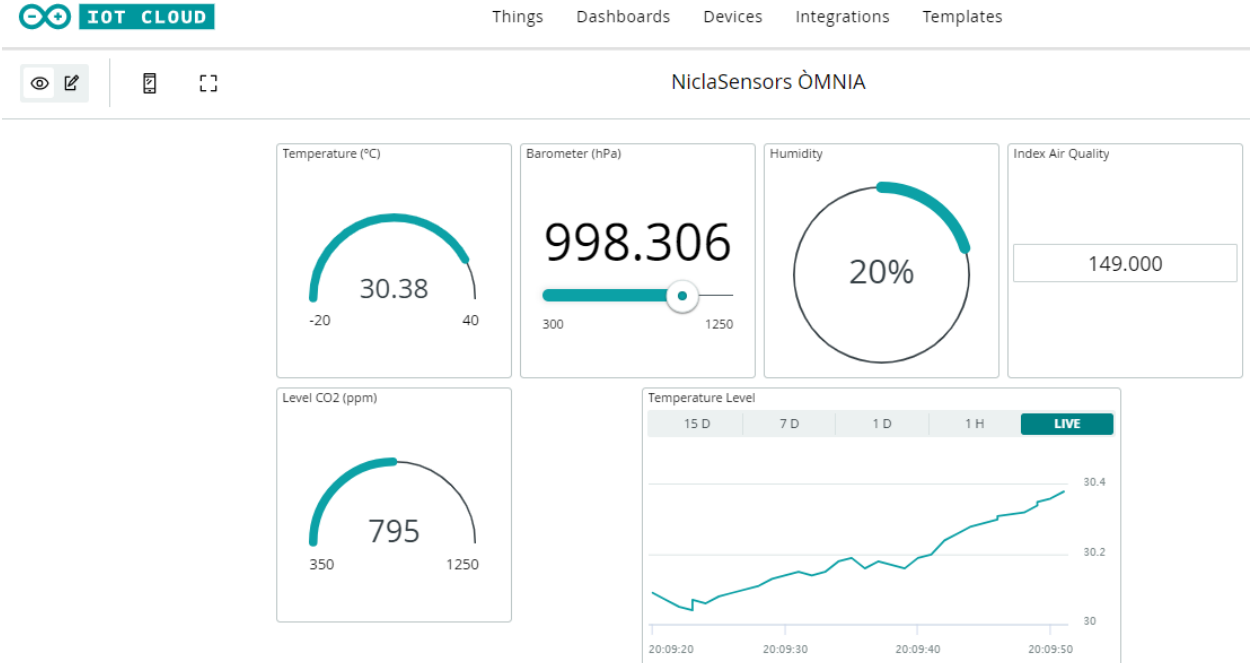 IOT CLOUD
Things Dashboards Devices Integrations Templates
NiclaSensors ÒMNIA
Temperature (ºC)
30.38
-20 40
Barometer (hPa)
998.306
300 1250
Humidity
20%
Index Air Quality
149.000
Level CO2 (ppm)
795
350 1250
Temperature Level
15 D 7 D 1 D 1 H LIVE
30.4
30.2
30
20:09:20 20:09:30 20:09:40 20:09:50